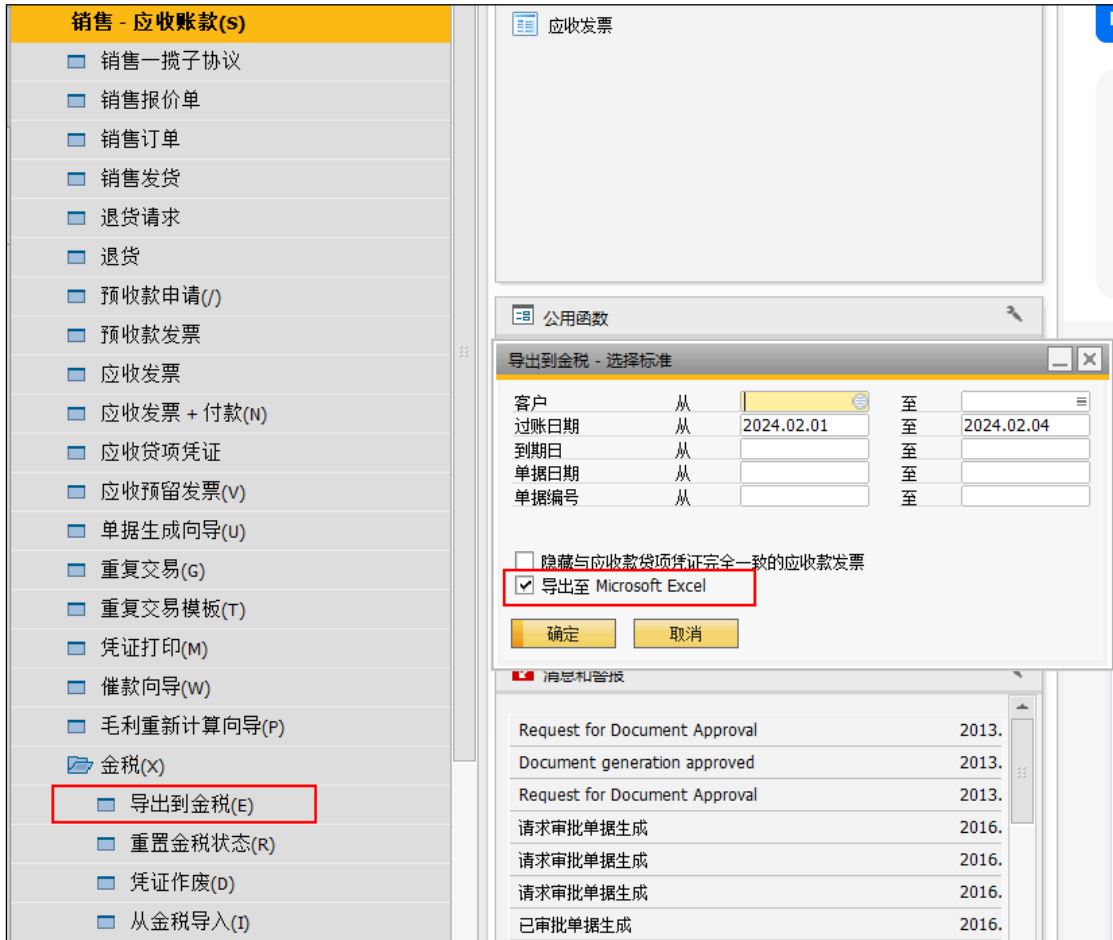 销售 - 应收账款(S)
销售一揽子协议
销售报价单
销售订单
销售发货
退货请求
退货
预收款申请(/)
预收款发票
应收发票
应收发票 + 付款(N)
应收贷项凭证
应收预留发票(V)
单据生成向导(U)
重复交易(G)
重复交易模板(T)
凭证打印(M)
催款向导(W)
毛利重新计算向导(P)
金税(X)
导出到金税(E)
重置金税状态(R)
凭证作废(D)
从金税导入(I)
应收发票
公用函数
导出到金税 - 选择标准
客户 从 至
过账日期 从 2024.02.01 至 2024.02.04
到期日 从 至
单据日期 从 至
单据编号 从 至
隐藏与应收款贷项凭证完全一致的应收款发票
导出至 Microsoft Excel
确定 取消
消息和警报
Request for Document Approval 2013.
Document generation approved 2013.
Request for Document Approval 2013.
请求审批单据生成 2016.
请求审批单据生成 2016.
请求审批单据生成 2016.
已审批单据生成 2016.